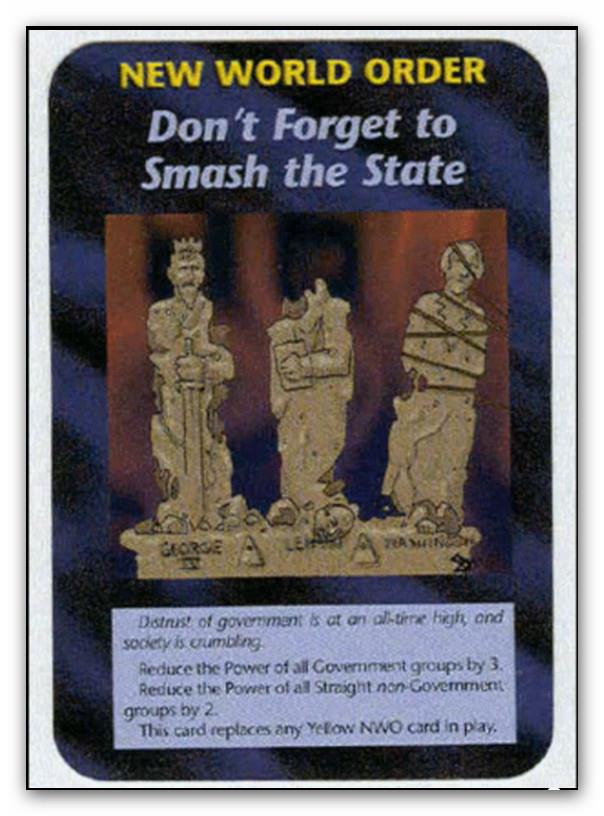 NEW WORLD ORDER
Don't Forget to
Smash the State
GEORGE
IV
LENIN
WASHINGTON
Distrust of government is at an all-time high, and
society is crumbling.
Reduce the Power of all Government groups by 3.
Reduce the Power of all Straight non-Government
groups by 2.
This card replaces any Yellow NWO card in play.